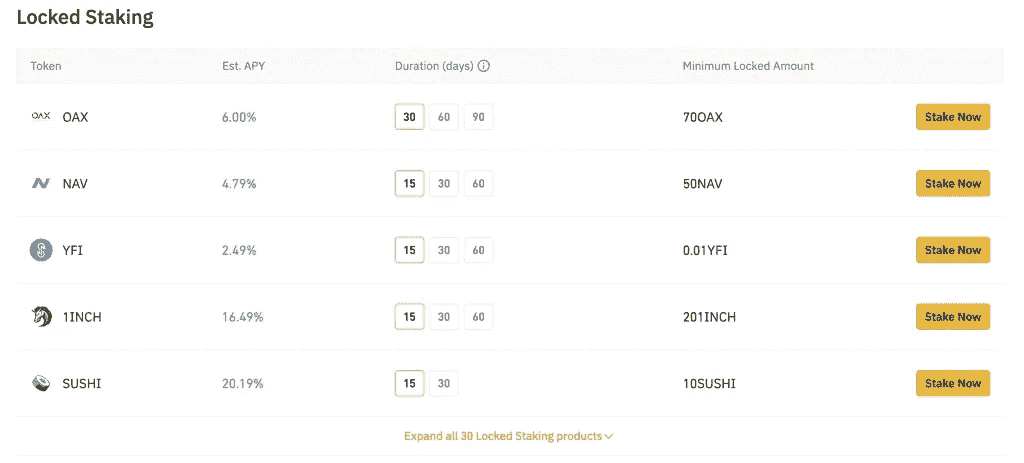 Locked Staking
Token Est. APY Duration (days) Minimum Locked Amount
OAX OAX 6.00% 30 60 90 70OAX Stake Now
NAV 4.79% 15 30 60 50NAV Stake Now
YFI 2.49% 15 30 60 0.01YFI Stake Now
1INCH 16.49% 15 30 60 201INCH Stake Now
SUSHI 20.19% 15 30 10SUSHI Stake Now
Expand all 30 Locked Staking products